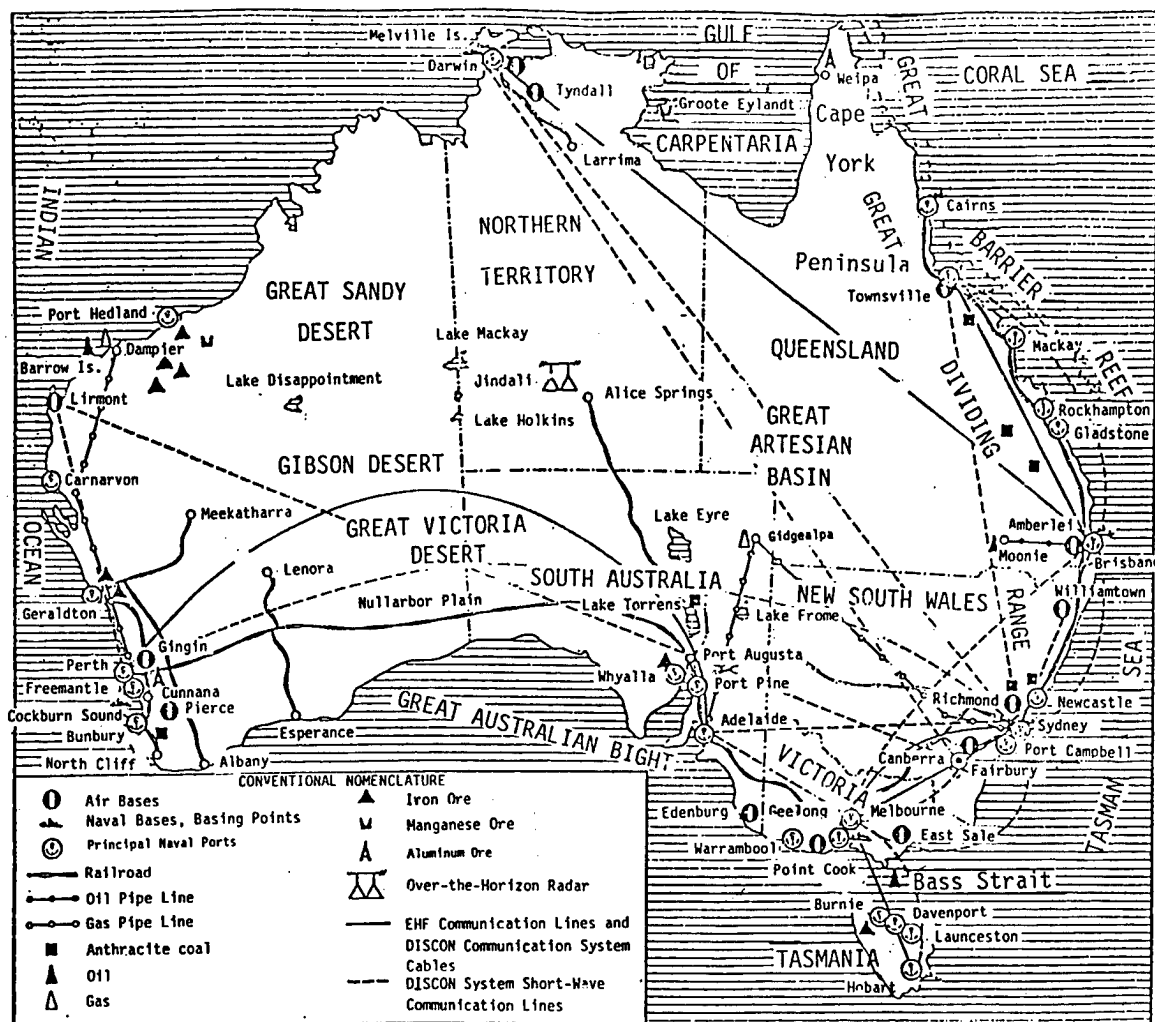 Melville Is.
GULF
OF
CARPENTARIA
GREAT
BARRIER
REEF
CORAL SEA
Darwin
Tyndall
Weipa
Groote Eylandt
Cape
York
Peninsula
Larrima
INDIAN
OCEAN
NORTHERN
TERRITORY
Cairns
GREAT
DIVIDING
RANGE
GREAT SANDY
DESERT
Townsville
Port Hedland
Dampier
Barrow Is.
Lake Mackay
QUEENSLAND
Mackay
Lake Disappointment
Jindali
Alice Springs
Lirmont
Lake Holkins
Rockhampton
Gladstone
GREAT
ARTESIAN
BASIN
GIBSON DESERT
Carnarvon
Meekatharra
GREAT VICTORIA
DESERT
Lake Eyre
Gidgealpa
Amberlei
Moonie
Brisbane
Lenora
SOUTH AUSTRALIA
NEW SOUTH WALES
Williamtown
Geraldton
Nullarbor Plain
Lake Torrens
Lake Frome
Gingin
Port Augusta
Perth
Whyalla
Port Pine
Richmond
Newcastle
Freemantle
Cunnana
Cockburn Sound
Pierce
GREAT AUSTRALIAN BIGHT
Adelaide
Sydney
Bunbury
Esperance
Port Campbell
North Cliff
Albany
VICTORIA
Canberra
Fairbury
TASMAN
SEA
Edenburg
Geelong
Melbourne
Warrambool
East Sale
Point Cook
Bass Strait
Burnie
Davenport
Launceston
TASMANIA
Hobart
CONVENTIONAL NOMENCLATURE
Air Bases
Naval Bases, Basing Points
Principal Naval Ports
Railroad
Oil Pipe Line
Gas Pipe Line
Anthracite coal
Oil
Gas
Iron Ore
Manganese Ore
Aluminum Ore
Over-the-Horizon Radar
EHF Communication Lines and
DISCON Communication System
Cables
DISCON System Short-Wave
Communication Lines